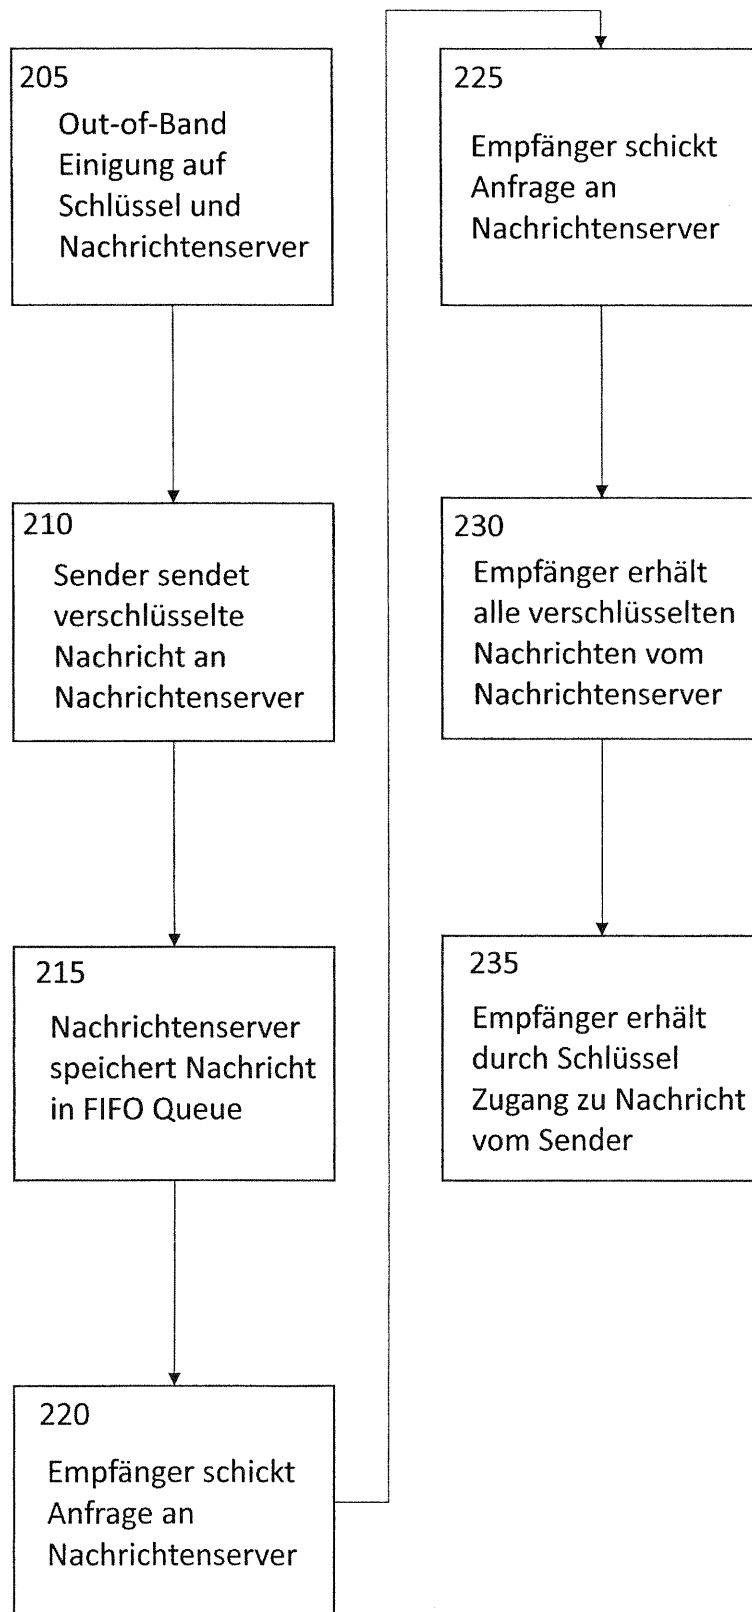 205
Out-of-Band
Einigung auf
Schlüssel und
Nachrichtenserver
210
Sender sendet
verschlüsselte
Nachricht an
Nachrichtenserver
215
Nachrichtenserver
speichert Nachricht
in FIFO Queue
220
Empfänger schickt
Anfrage an
Nachrichtenserver
225
Empfänger schickt
Anfrage an
Nachrichtenserver
230
Empfänger erhält
alle verschlüsselten
Nachrichten vom
Nachrichtenserver
235
Empfänger erhält
durch Schlüssel
Zugang zu Nachricht
vom Sender